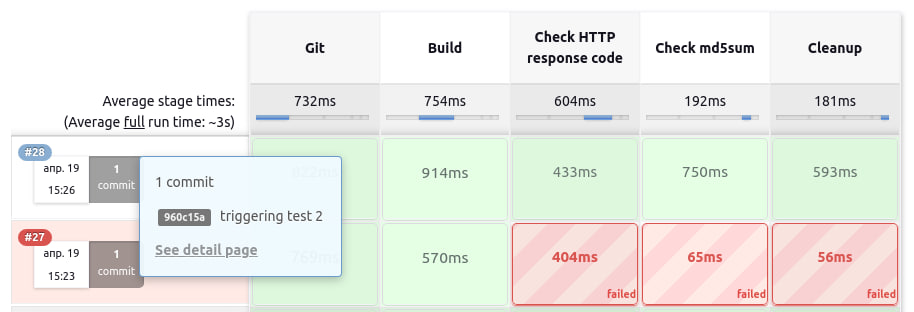 Git
Build
Check HTTP
response code
Check md5sum
Cleanup
Average stage times:
732ms
754ms
604ms
192ms
181ms
(Average full run time: ~3s)
#28
апр. 19
15:26
1
commit
822ms
914ms
433ms
750ms
593ms
1 commit
960c15a triggering test 2
See detail page
#27
апр. 19
15:23
1
commit
769ms
570ms
404ms
failed
65ms
failed
56ms
failed